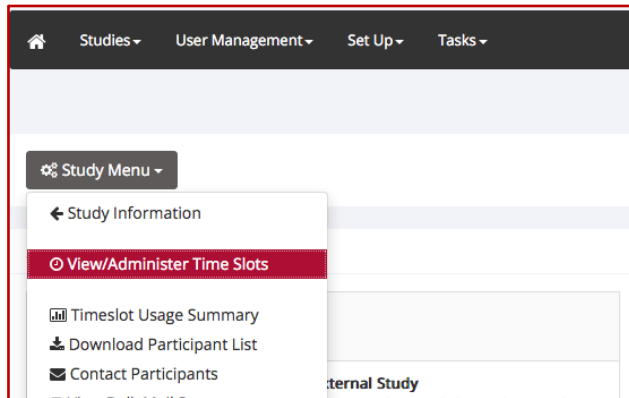 Studies User Management Set Up Tasks
Study Menu
Study Information
View/Administer Time Slots
Timeslot Usage Summary
Download Participant List
Contact Participants
ternal Study